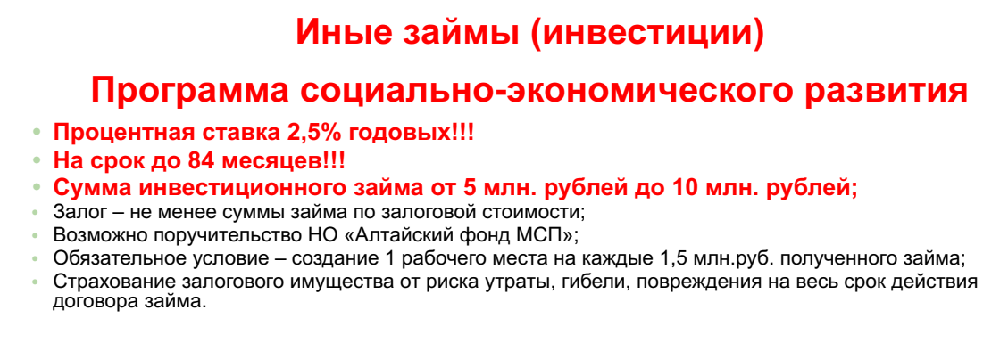 Иные займы (инвестиции)
Программа социально-экономического развития
• Процентная ставка 2,5% годовых!!!
• На срок до 84 месяцев!!!
• Сумма инвестиционного займа от 5 млн. рублей до 10 млн. рублей;
• Залог – не менее суммы займа по залоговой стоимости;
• Возможно поручительство НО «Алтайский фонд МСП»;
• Обязательное условие – создание 1 рабочего места на каждые 1,5 млн.руб. полученного займа;
• Страхование залогового имущества от риска утраты, гибели, повреждения на весь срок действия
договора займа.